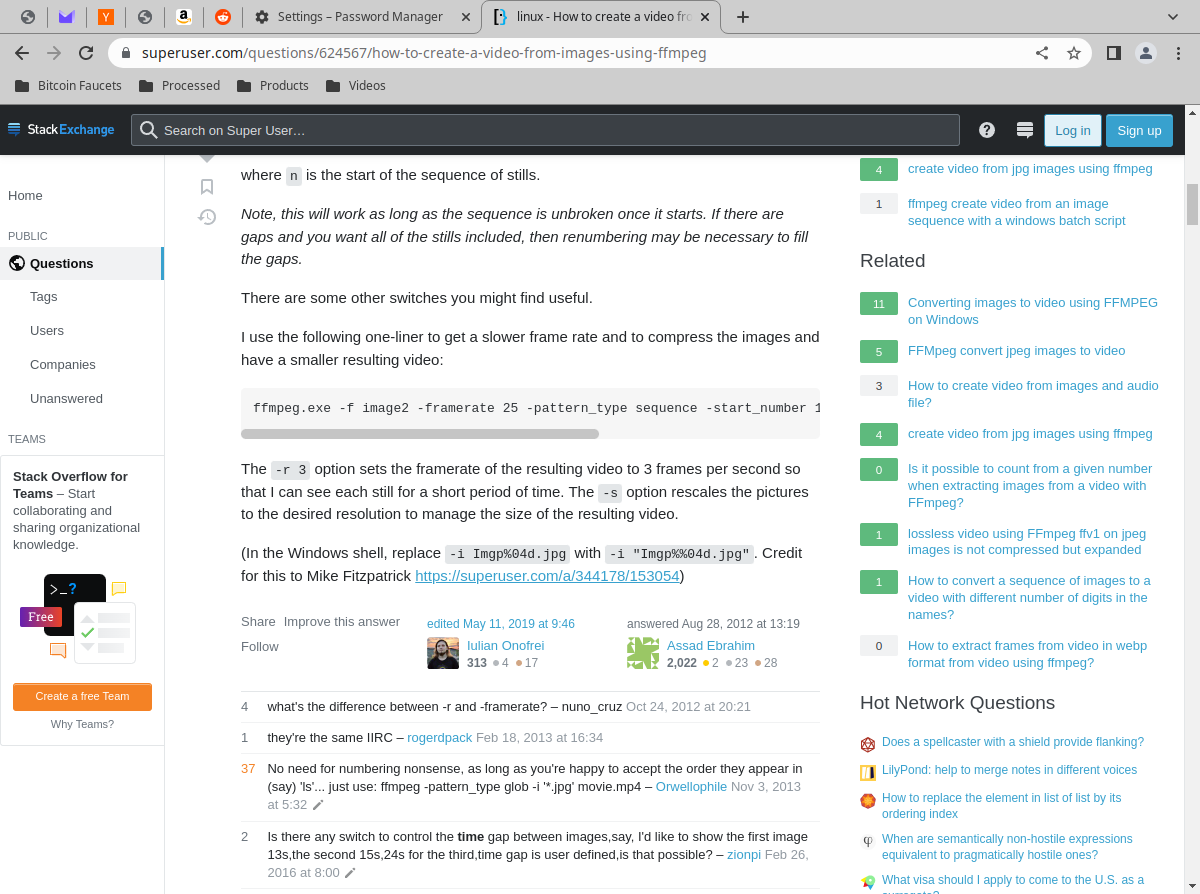 Settings – Password Manager
linux - How to create a video fro
superuser.com/questions/624567/how-to-create-a-video-from-images-using-ffmpeg
Bitcoin Faucets
Processed
Products
Videos
StackExchange
Search on Super User…
Log in
Sign up
Home
PUBLIC
Questions
Tags
Users
Companies
Unanswered
TEAMS
Stack Overflow for
Teams – Start
collaborating and
sharing organizational
knowledge.
>_?
Free
Create a free Team
Why Teams?
where n is the start of the sequence of stills.
Note, this will work as long as the sequence is unbroken once it starts. If there are
gaps and you want all of the stills included, then renumbering may be necessary to fill
the gaps.
There are some other switches you might find useful.
I use the following one-liner to get a slower frame rate and to compress the images and
have a smaller resulting video:
ffmpeg.exe -f image2 -framerate 25 -pattern_type sequence -start_number 1
The -r 3 option sets the framerate of the resulting video to 3 frames per second so
that I can see each still for a short period of time. The -s option rescales the pictures
to the desired resolution to manage the size of the resulting video.
(In the Windows shell, replace -i Imgp%04d.jpg with -i "Imgp%%04d.jpg". Credit
for this to Mike Fitzpatrick https://superuser.com/a/344178/153054)
Share Improve this answer
Follow
edited May 11, 2019 at 9:46
Iulian Onofrei
313 4 17
answered Aug 28, 2012 at 13:19
Assad Ebrahim
2,022 2 23 28
4 what's the difference between -r and -framerate? – nuno_cruz Oct 24, 2012 at 20:21
1 they're the same IIRC – rogerdpack Feb 18, 2013 at 16:34
37 No need for numbering nonsense, as long as you're happy to accept the order they appear in
(say) 'ls'... just use: ffmpeg -pattern_type glob -i '*.jpg' movie.mp4 – Orwellophile Nov 3, 2013
at 5:32
2 Is there any switch to control the time gap between images,say, I'd like to show the first image
13s,the second 15s,24s for the third,time gap is user defined,is that possible? – zionpi Feb 26,
2016 at 8:00
4 create video from jpg images using ffmpeg
1 ffmpeg create video from an image
sequence with a windows batch script
Related
11 Converting images to video using FFMPEG
on Windows
5 FFMpeg convert jpeg images to video
3 How to create video from images and audio
file?
4 create video from jpg images using ffmpeg
0 Is it possible to count from a given number
when extracting images from a video with
FFmpeg?
1 lossless video using FFmpeg ffv1 on jpeg
images is not compressed but expanded
1 How to convert a sequence of images to a
video with different number of digits in the
names?
0 How to extract frames from video in webp
format from video using ffmpeg?
Hot Network Questions
Does a spellcaster with a shield provide flanking?
LilyPond: help to merge notes in different voices
How to replace the element in list of list by its
ordering index
φ When are semantically non-hostile expressions
equivalent to pragmatically hostile ones?
What visa should I apply to come to the U.S. as a